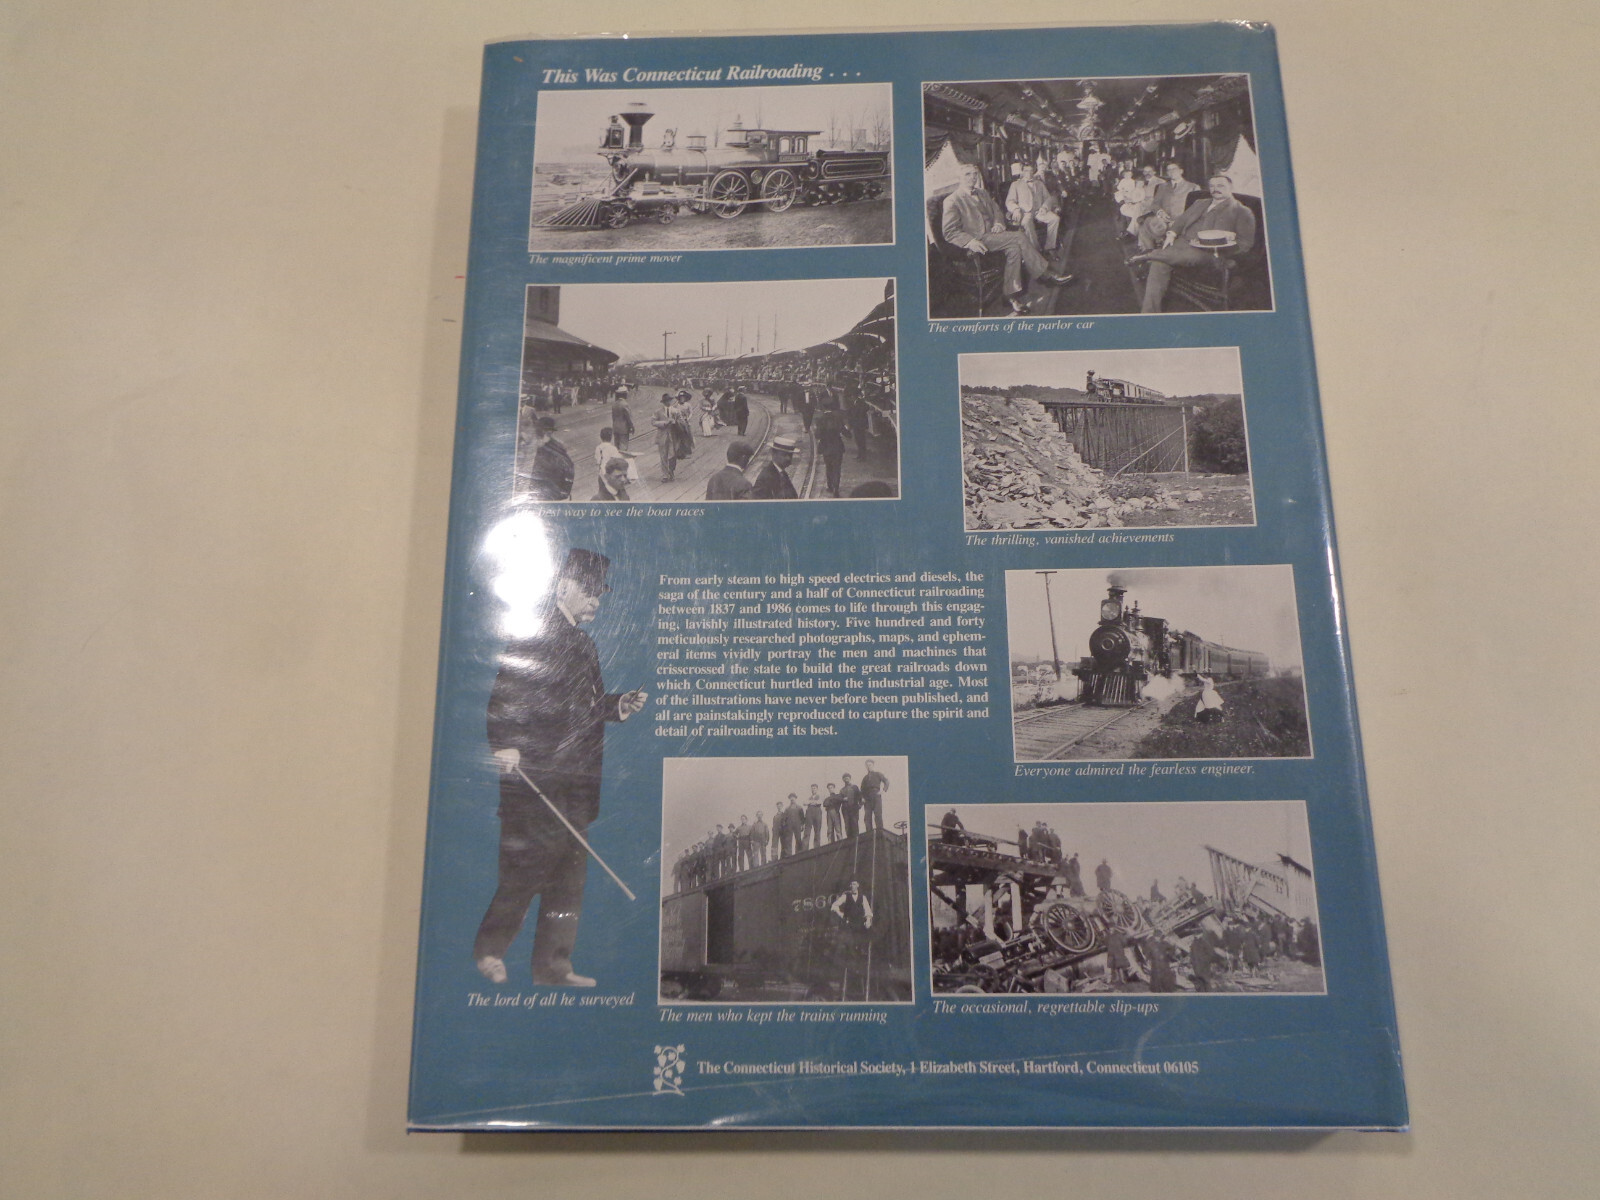 This Was Connecticut Railroading . . .
The magnificent prime mover
The comforts of the parlor car
best way to see the boat races
The thrilling, vanished achievements
From early steam to high speed electrics and diesels, the
saga of the century and a half of Connecticut railroading
between 1837 and 1986 comes to life through this engag-
ing, lavishly illustrated history. Five hundred and forty
meticulously researched photographs, maps, and ephem-
eral items vividly portray the men and machines that
crisscrossed the state to build the great railroads down
which Connecticut hurtled into the industrial age. Most
of the illustrations have never before been published, and
all are painstakingly reproduced to capture the spirit and
detail of railroading at its best.
Everyone admired the fearless engineer.
The lord of all he surveyed
The men who kept the trains running
The occasional, regrettable slip-ups
The Connecticut Historical Society, 1 Elizabeth Street, Hartford, Connecticut 06105